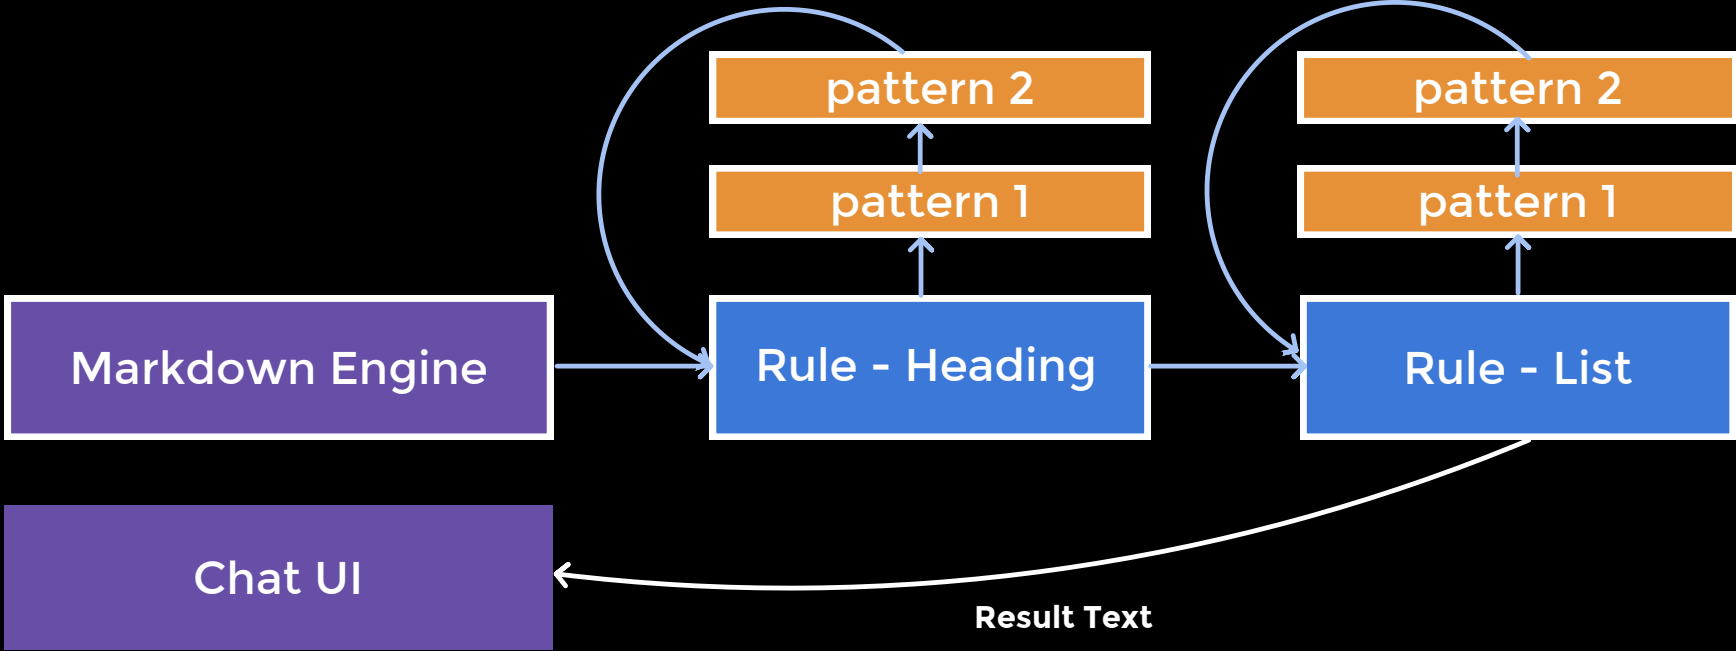 pattern 2
pattern 2
pattern 1
pattern 1
Markdown Engine
Rule - Heading
Rule - List
Chat UI
Result Text